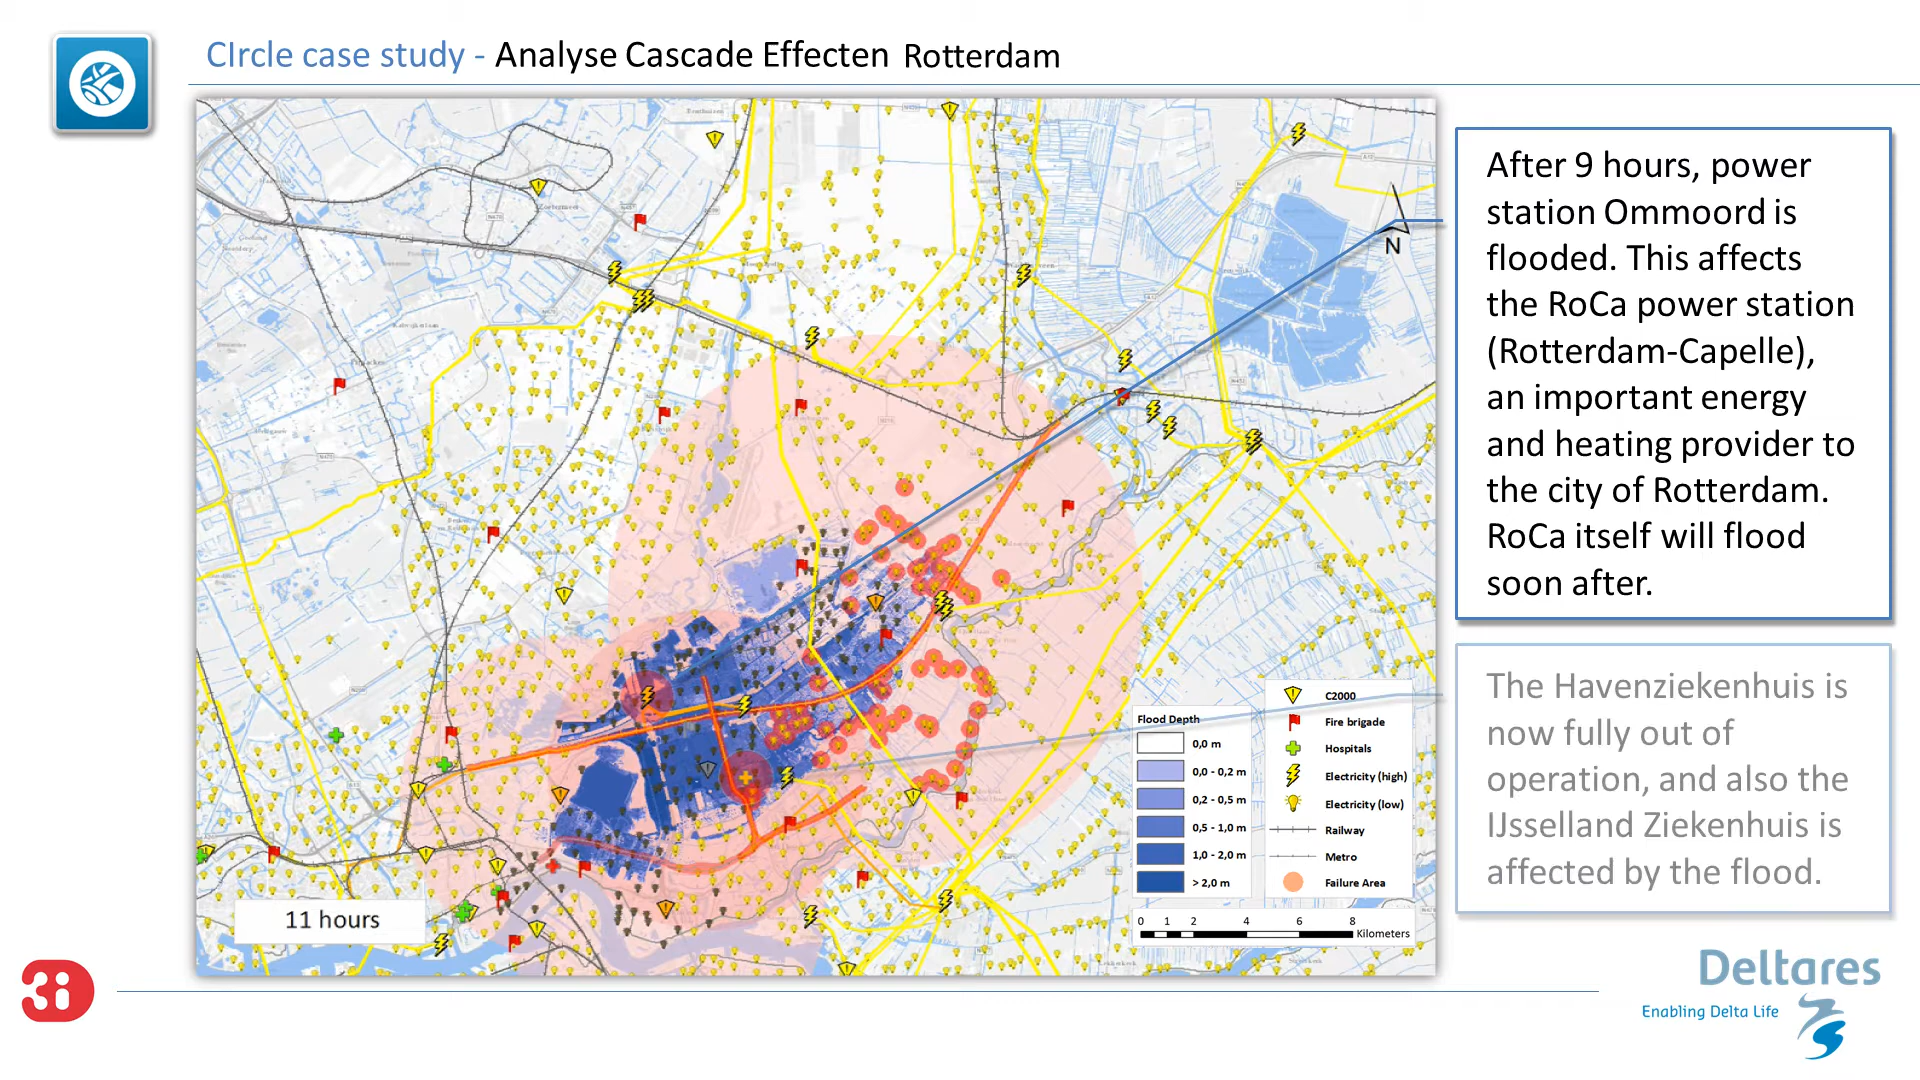 CIrcle case study - Analyse Cascade Effecten Rotterdam
After 9 hours, power
station Ommoord is
flooded. This affects
the RoCa power station
(Rotterdam-Capelle),
an important energy
and heating provider to
the city of Rotterdam.
RoCa itself will flood
soon after.
The Havenziekenhuis is
now fully out of
operation, and also the
IJsselland Ziekenhuis is
affected by the flood.
N
Flood Depth
0,0 m
0,0 - 0,2 m
0,2 - 0,5 m
0,5 - 1,0 m
1,0 - 2,0 m
> 2,0 m
C2000
Fire brigade
Hospitals
Electricity (high)
Electricity (low)
Railway
Metro
Failure Area
0 1 2 4 6 8
Kilometers
11 hours
3i
Deltares
Enabling Delta Life